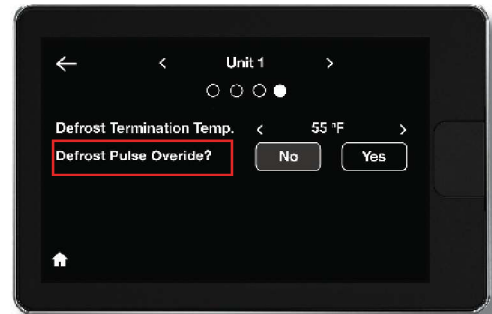 Unit 1
Defrost Termination Temp. 55 °F
Defrost Pulse Overide? No Yes